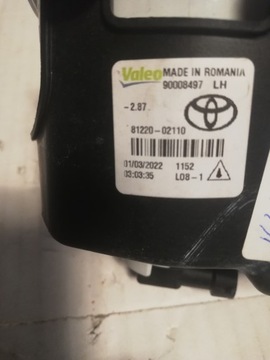 Valeo MADE IN ROMANIA
90008497 LH
-2.87
81220-02110
01/03/2022 1152
03:03:35 L08-1